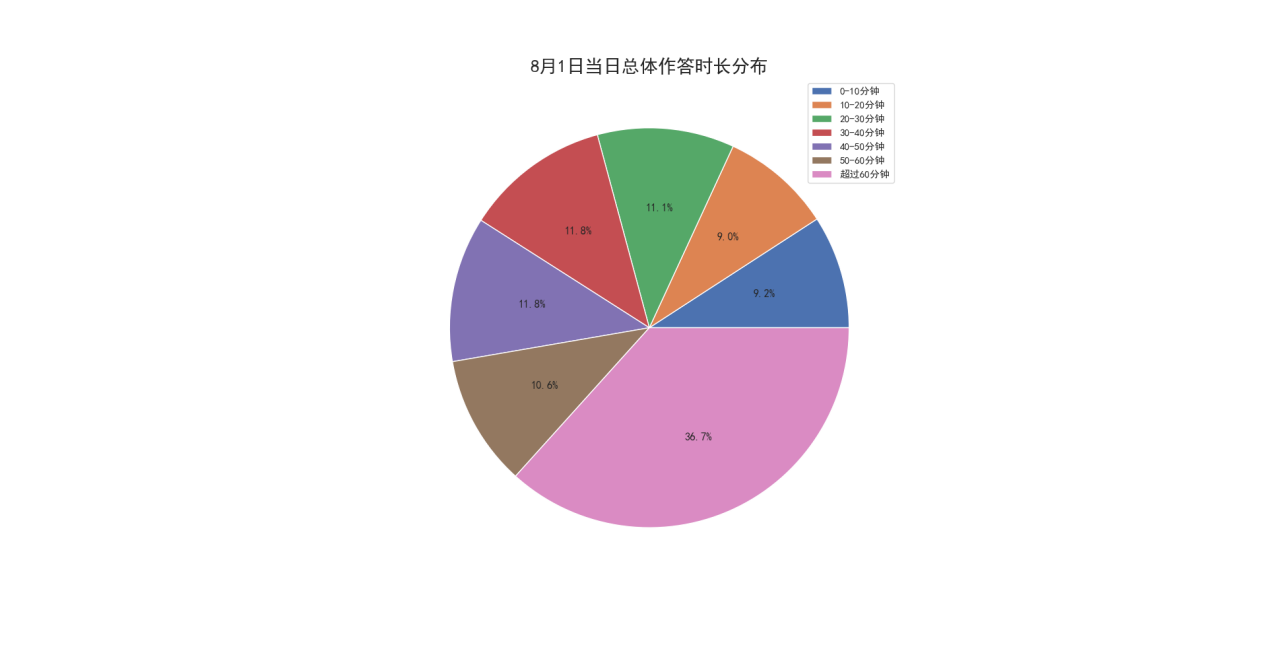 8月1日当日总体作答时长分布
0-10分钟
10-20分钟
20-30分钟
30-40分钟
40-50分钟
50-60分钟
超过60分钟
11.1%
11.8%
9.0%
9.2%
11.8%
10.6%
36.7%